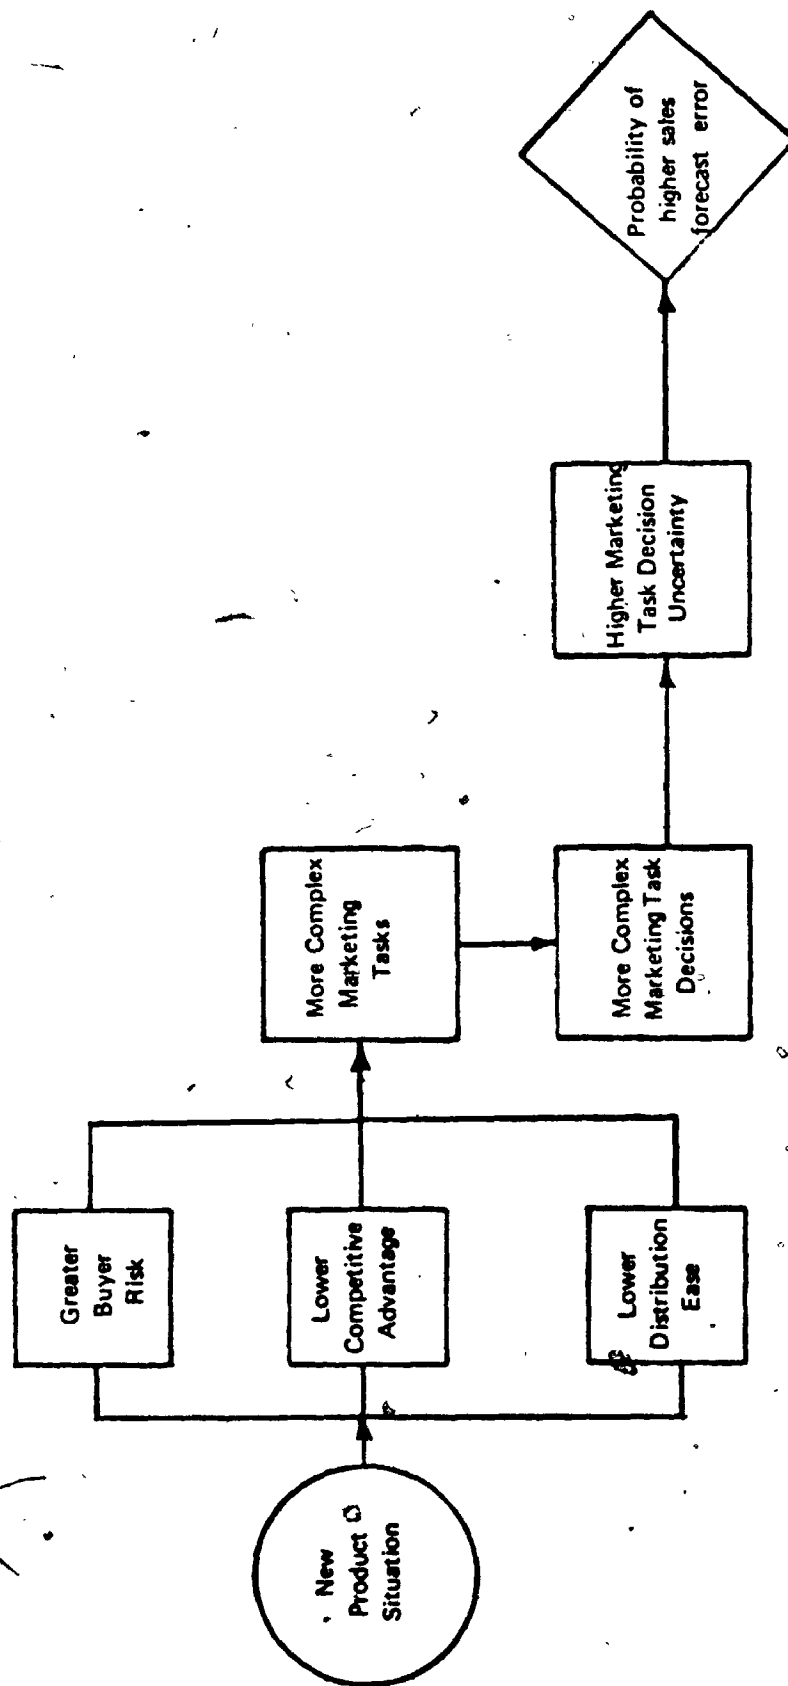 New
Product
Situation
Greater
Buyer
Risk
Lower
Competitive
Advantage
Lower
Distribution
Ease
More Complex
Marketing
Tasks
More Complex
Marketing Task
Decisions
Higher Marketing
Task Decision
Uncertainty
Probability of
higher sales
forecast error